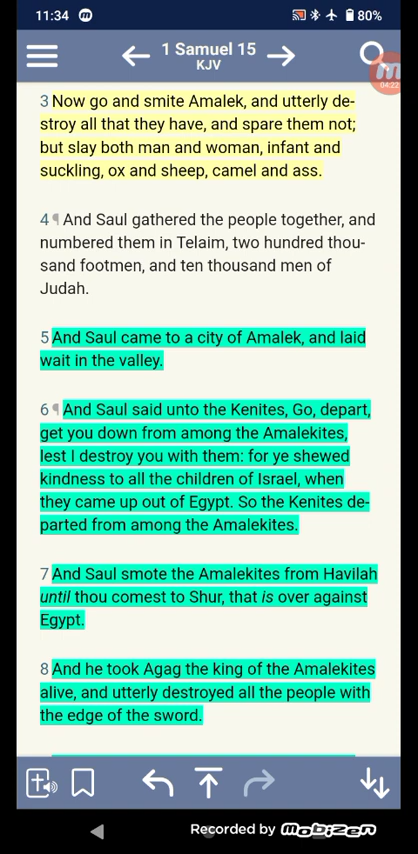 11:34 80%
1 Samuel 15
KJV
04:22
3 Now go and smite Amalek, and utterly de-
stroy all that they have, and spare them not;
but slay both man and woman, infant and
suckling, ox and sheep, camel and ass.
4 ¶ And Saul gathered the people together, and
numbered them in Telaim, two hundred thou-
sand footmen, and ten thousand men of
Judah.
5 And Saul came to a city of Amalek, and laid
wait in the valley.
6 ¶ And Saul said unto the Kenites, Go, depart,
get you down from among the Amalekites,
lest I destroy you with them: for ye shewed
kindness to all the children of Israel, when
they came up out of Egypt. So the Kenites de-
parted from among the Amalekites.
7 And Saul smote the Amalekites from Havilah
until thou comest to Shur, that is over against
Egypt.
8 And he took Agag the king of the Amalekites
alive, and utterly destroyed all the people with
the edge of the sword.
Recorded by mobizen